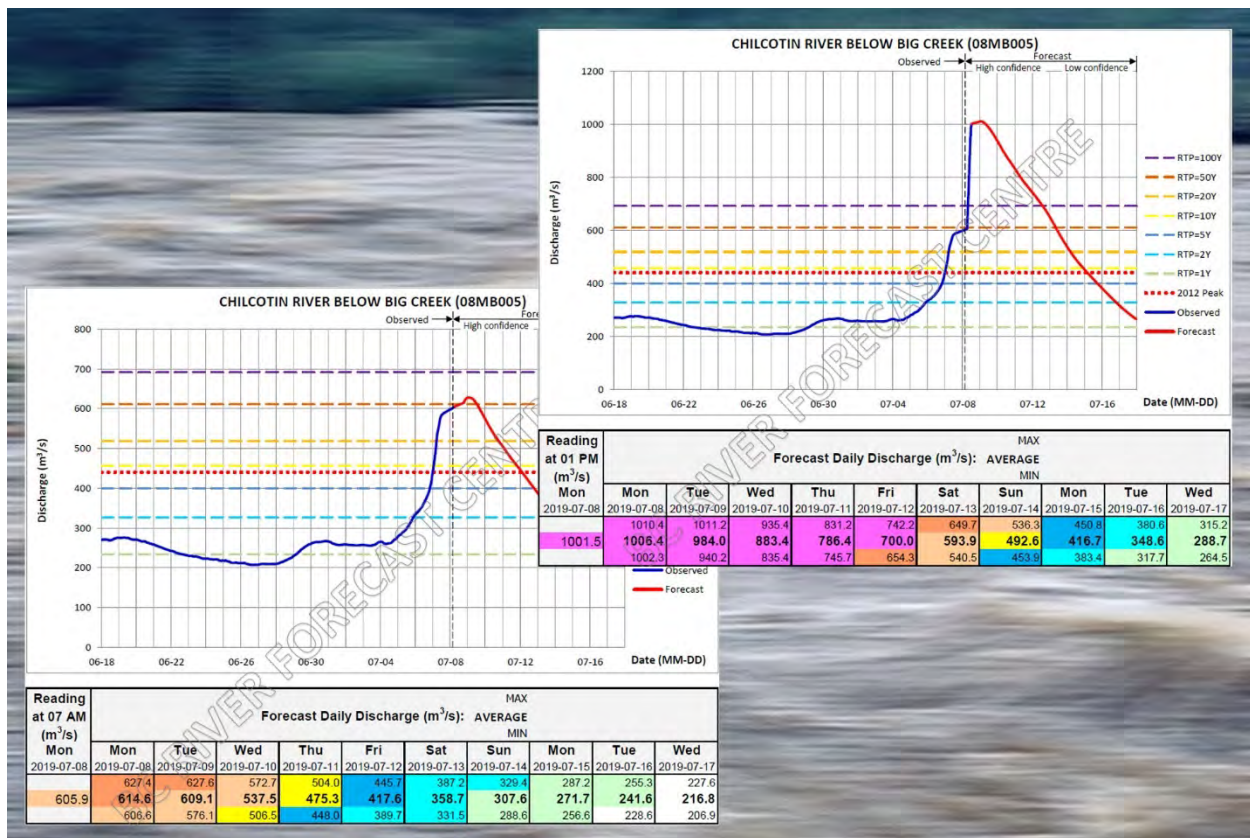 CHILCOTIN RIVER BELOW BIG CREEK (08MB005)
Forecast
Observed
High confidence Low confidence
Discharge (m³/s)
1200
1000
800
600
400
200
0
06-18 06-22 06-26 06-30 07-04 07-08 07-12 07-16 Date (MM-DD)
RTP=100Y
RTP=50Y
RTP=20Y
RTP=10Y
RTP=5Y
RTP=2Y
RTP=1Y
2012 Peak
Observed
Forecast
RIVER FORECAST CENTRE
Reading at 01 PM (m³/s)
MAX
Forecast Daily Discharge (m³/s): AVERAGE
MIN
Mon Mon Tue Wed Thu Fri Sat Sun Mon Tue Wed
2019-07-08 2019-07-08 2019-07-09 2019-07-10 2019-07-11 2019-07-12 2019-07-13 2019-07-14 2019-07-15 2019-07-16 2019-07-17
1010.4 1011.2 935.4 831.2 742.2 649.7 536.3 450.8 380.6 315.2
1001.5 1006.4 984.0 883.4 786.4 700.0 593.9 492.6 416.7 348.6 288.7
1002.3 940.2 835.4 745.7 654.3 540.5 453.9 383.4 317.7 264.5
CHILCOTIN RIVER BELOW BIG CREEK (08MB005)
Observed
High confidence
Discharge (m³/s)
800
700
600
500
400
300
200
100
0
06-18 06-22 06-26 06-30 07-04 07-08 07-12 07-16 Date (MM-DD)
Observed
Forecast
RIVER FORECAST CENTRE
Reading at 07 AM (m³/s)
MAX
Forecast Daily Discharge (m³/s): AVERAGE
MIN
Mon Mon Tue Wed Thu Fri Sat Sun Mon Tue Wed
2019-07-08 2019-07-08 2019-07-09 2019-07-10 2019-07-11 2019-07-12 2019-07-13 2019-07-14 2019-07-15 2019-07-16 2019-07-17
627.4 627.6 572.7 504.0 445.7 387.2 329.4 287.2 255.3 227.6
605.9 614.6 609.1 537.5 475.3 417.6 358.7 307.6 271.7 241.6 216.8
606.6 576.1 506.5 448.0 389.7 331.5 288.6 256.6 228.6 206.9